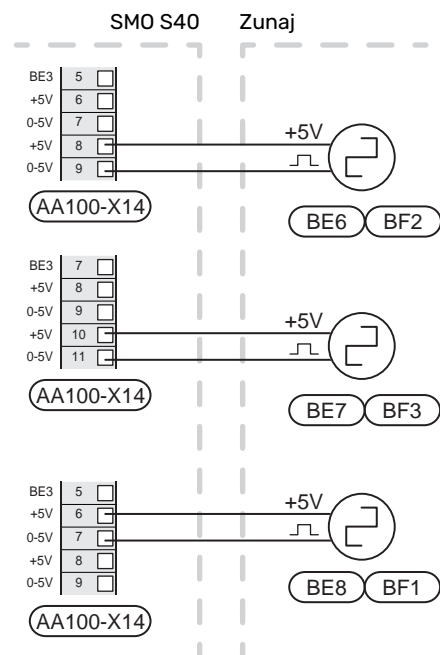 SMO S40 Zunaj
BE3 5
+5V 6
0-5V 7
+5V 8 +5V
0-5V 9
AA100-X14
BE6 BF2
BE3 7
+5V 8
0-5V 9
+5V 10 +5V
0-5V 11
AA100-X14
BE7 BF3
BE3 5
+5V 6 +5V
0-5V 7
+5V 8
0-5V 9
BE8 BF1
AA100-X14